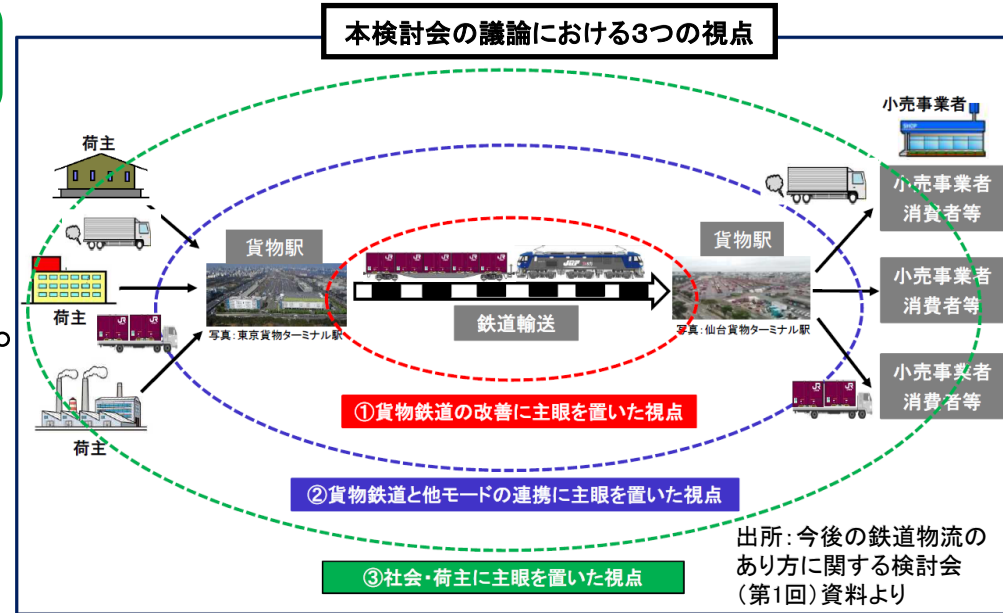 本検討会の議論における3つの視点
小売事業者
SHOP
荷主
小売事業者
消費者等
貨物駅
貨物駅
JRF
小売事業者
消費者等
荷主
鉄道輸送
写真:東京貨物ターミナル駅
写真:仙台貨物ターミナル駅
JR
JR
。
小売事業者
消費者等
①貨物鉄道の改善に主眼を置いた視点
JR
JR
荷主
②貨物鉄道と他モードの連携に主眼を置いた視点
③社会・荷主に主眼を置いた視点
出所:今後の鉄道物流の
あり方に関する検討会
(第1回)資料より